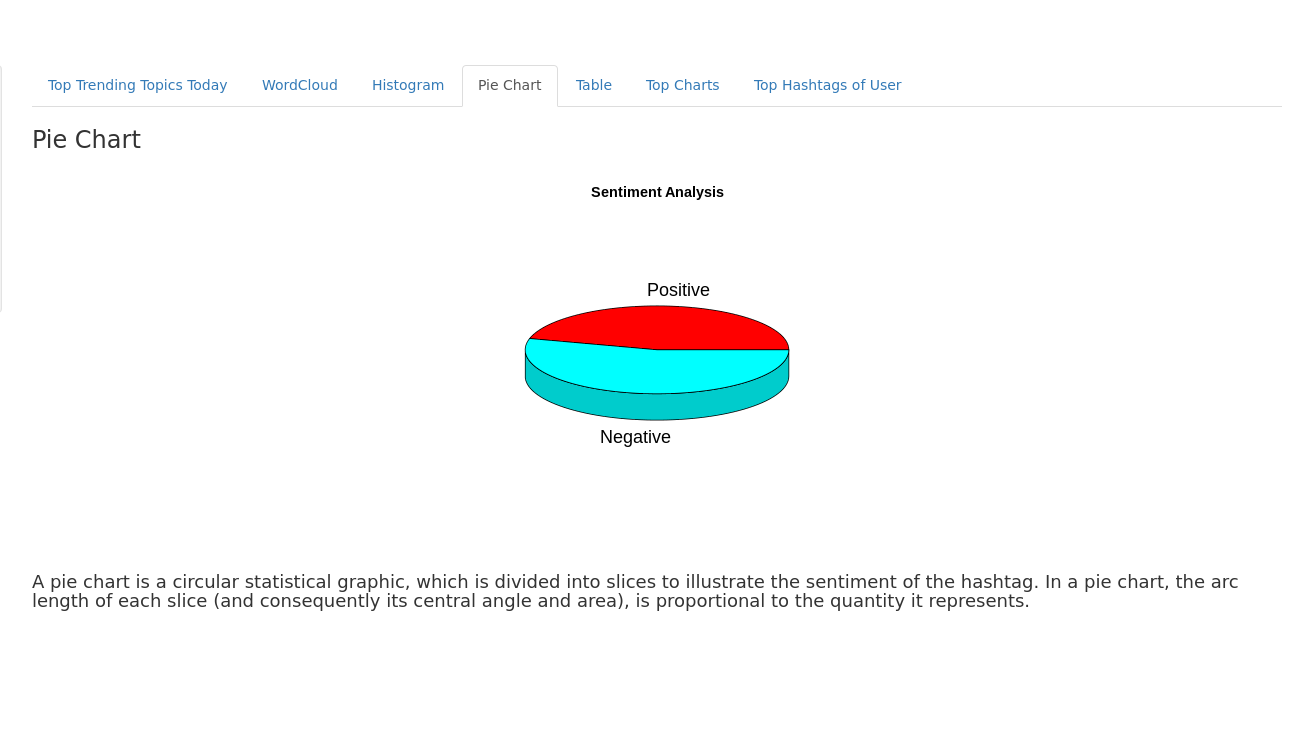 Top Trending Topics Today WordCloud Histogram Pie Chart Table Top Charts Top Hashtags of User
Pie Chart
Sentiment Analysis
Positive
Negative
A pie chart is a circular statistical graphic, which is divided into slices to illustrate the sentiment of the hashtag. In a pie chart, the arc
length of each slice (and consequently its central angle and area), is proportional to the quantity it represents.